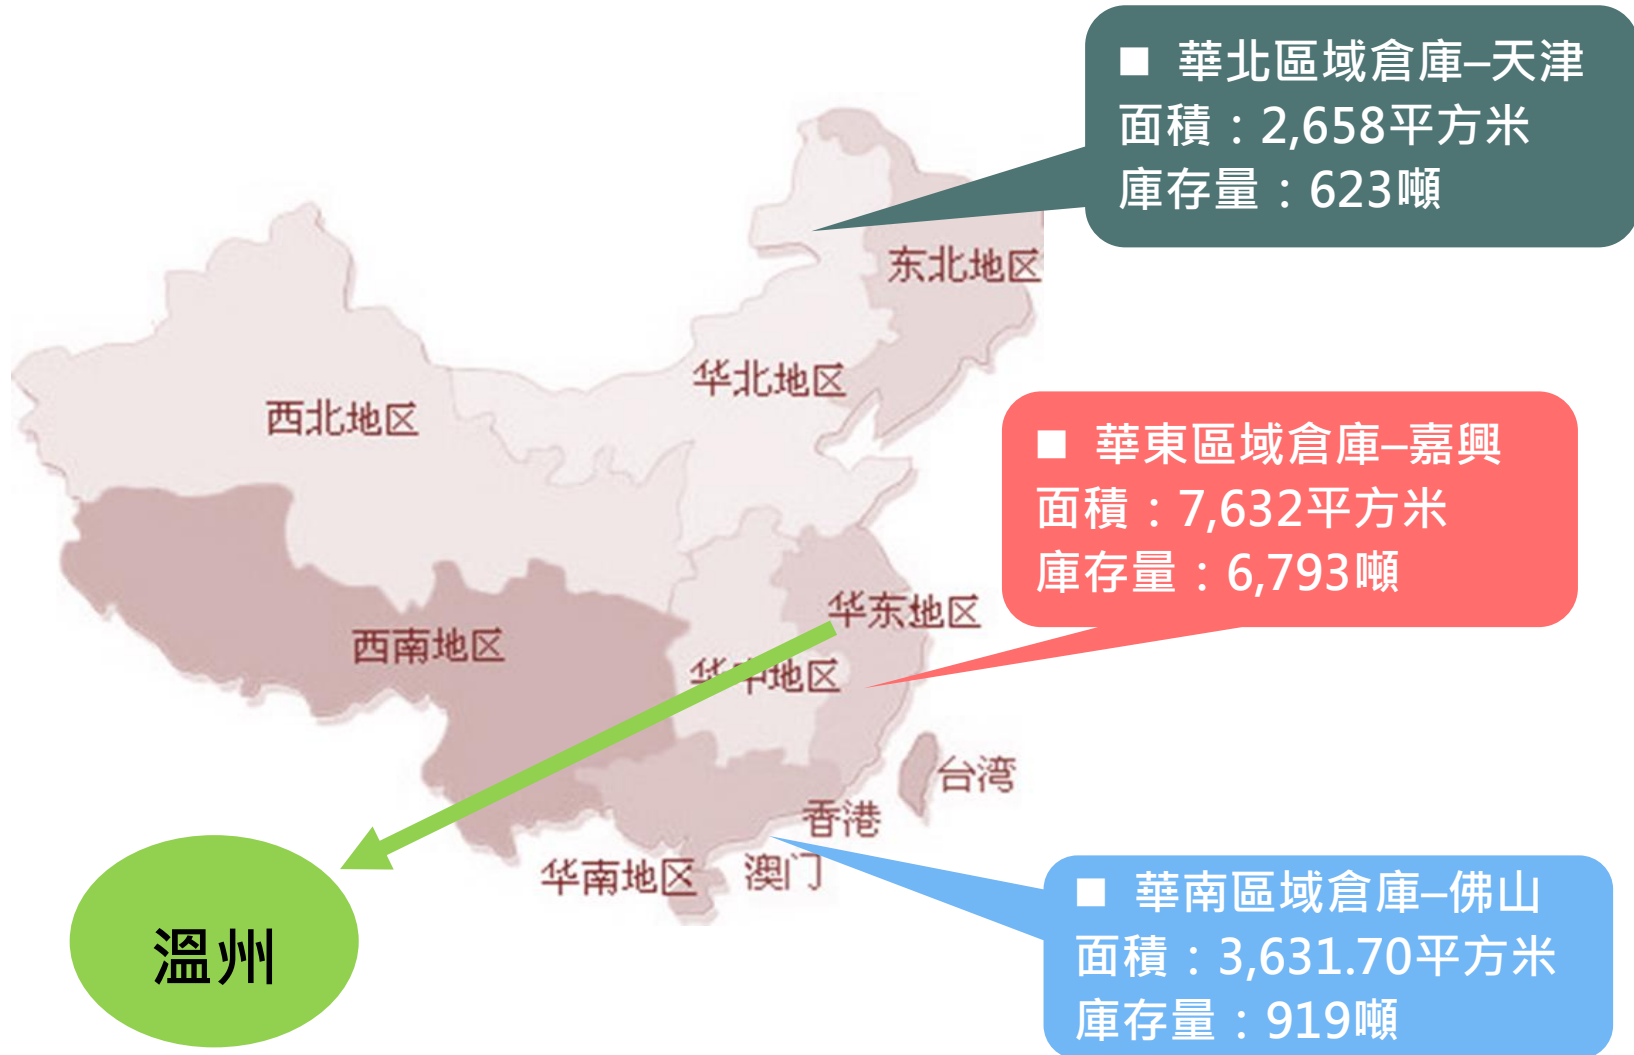 ■ 華北區域倉庫–天津
面積：2,658平方米
庫存量：623噸
东北地区
华北地区
西北地区
■ 華東區域倉庫–嘉興
面積：7,632平方米
庫存量：6,793噸
华东地区
西南地区
华中地区
台湾
香港
华南地区
澳门
■ 華南區域倉庫–佛山
面積：3,631.70平方米
庫存量：919噸
溫州